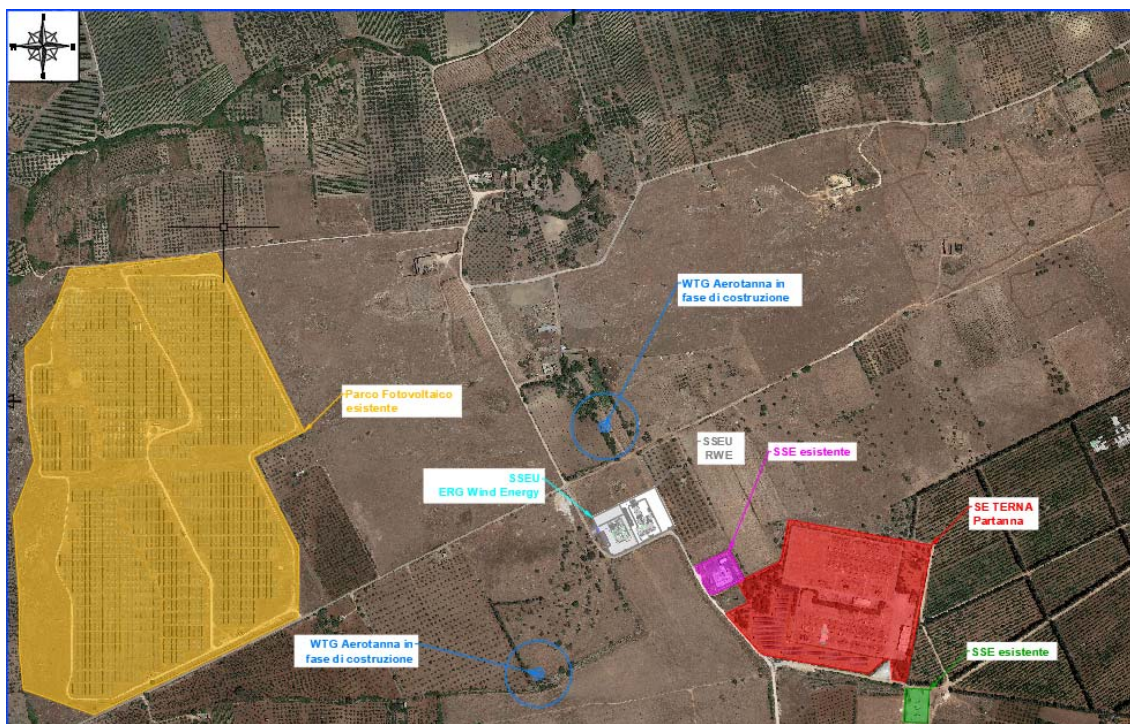 WTG Aerotanna in
fase di costruzione
Parco Fotovoltaico
esistente
SSEU
RWE
SSE esistente
SSEU
ERG Wind Energy
SE TERNA
Partanna
WTG Aerotanna in
fase di costruzione
SSE esistente